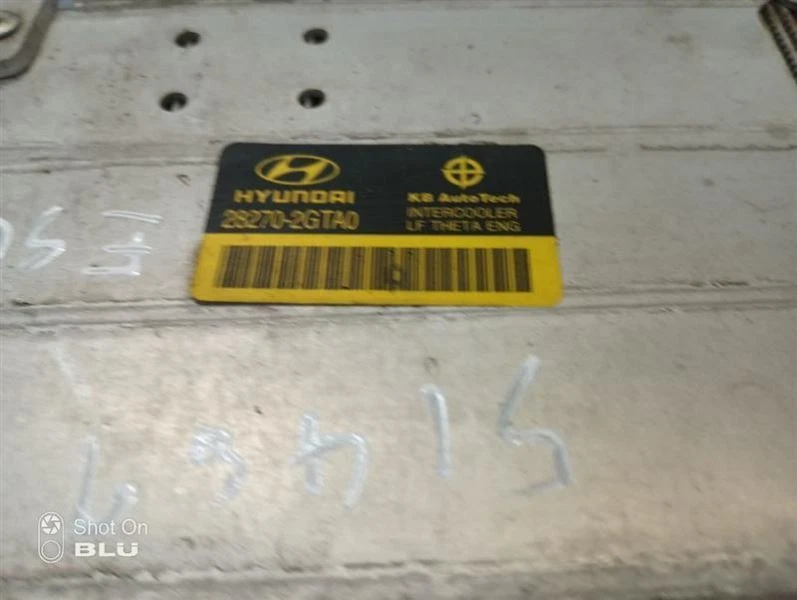 HYUNDAI
28270-2GTA0
KB AutoTech
INTERCOOLER
LF THETA ENG
Shot On
BLU